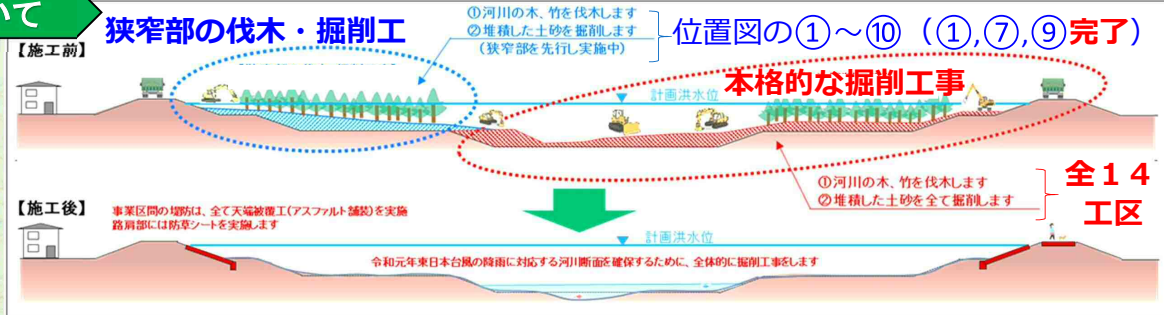 いて
狭窄部の伐木・掘削工
①河川の木、竹を伐木します
②堆積した土砂を掘削します
(狭窄部を先行し実施中)
位置図の①～⑩（①,⑦,⑨完了）
【施工前】
本格的な掘削工事
計画洪水位
①河川の木、竹を伐木します
②堆積した土砂を全て掘削します
全１４
工区
【施工後】
事業区間の堤防は、全て天端被覆工(アスファルト舗装)を実施
路肩部には防草シートを実施します
計画洪水位
令和元年東日本台風の降雨に対応する河川断面を確保するために、全体的に掘削工事をします